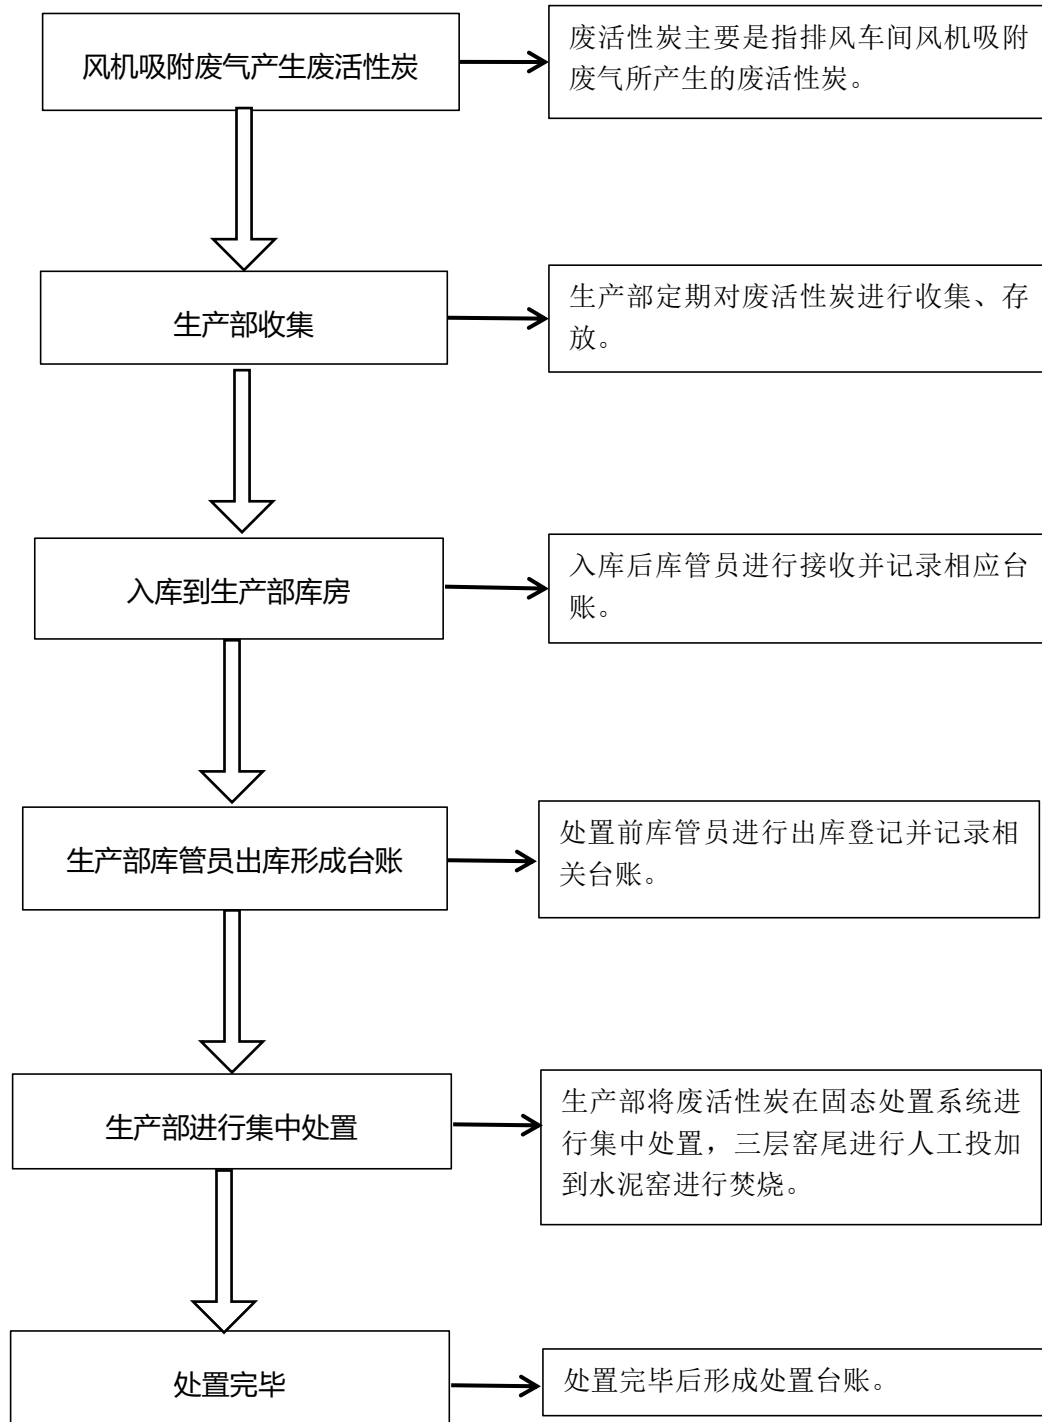 风机吸附废气产生废活性炭
废活性炭主要是指排风车间风机吸附
废气所产生的废活性炭。
生产部收集
生产部定期对废活性炭进行收集、存
放。
入库到生产部库房
入库后库管员进行接收并记录相应台
账。
生产部库管员出库形成台账
处置前库管员进行出库登记并记录相
关台账。
生产部进行集中处置
生产部将废活性炭在固态处置系统进
行集中处置，三层窑尾进行人工投加
到水泥窑进行焚烧。
处置完毕
处置完毕后形成处置台账。